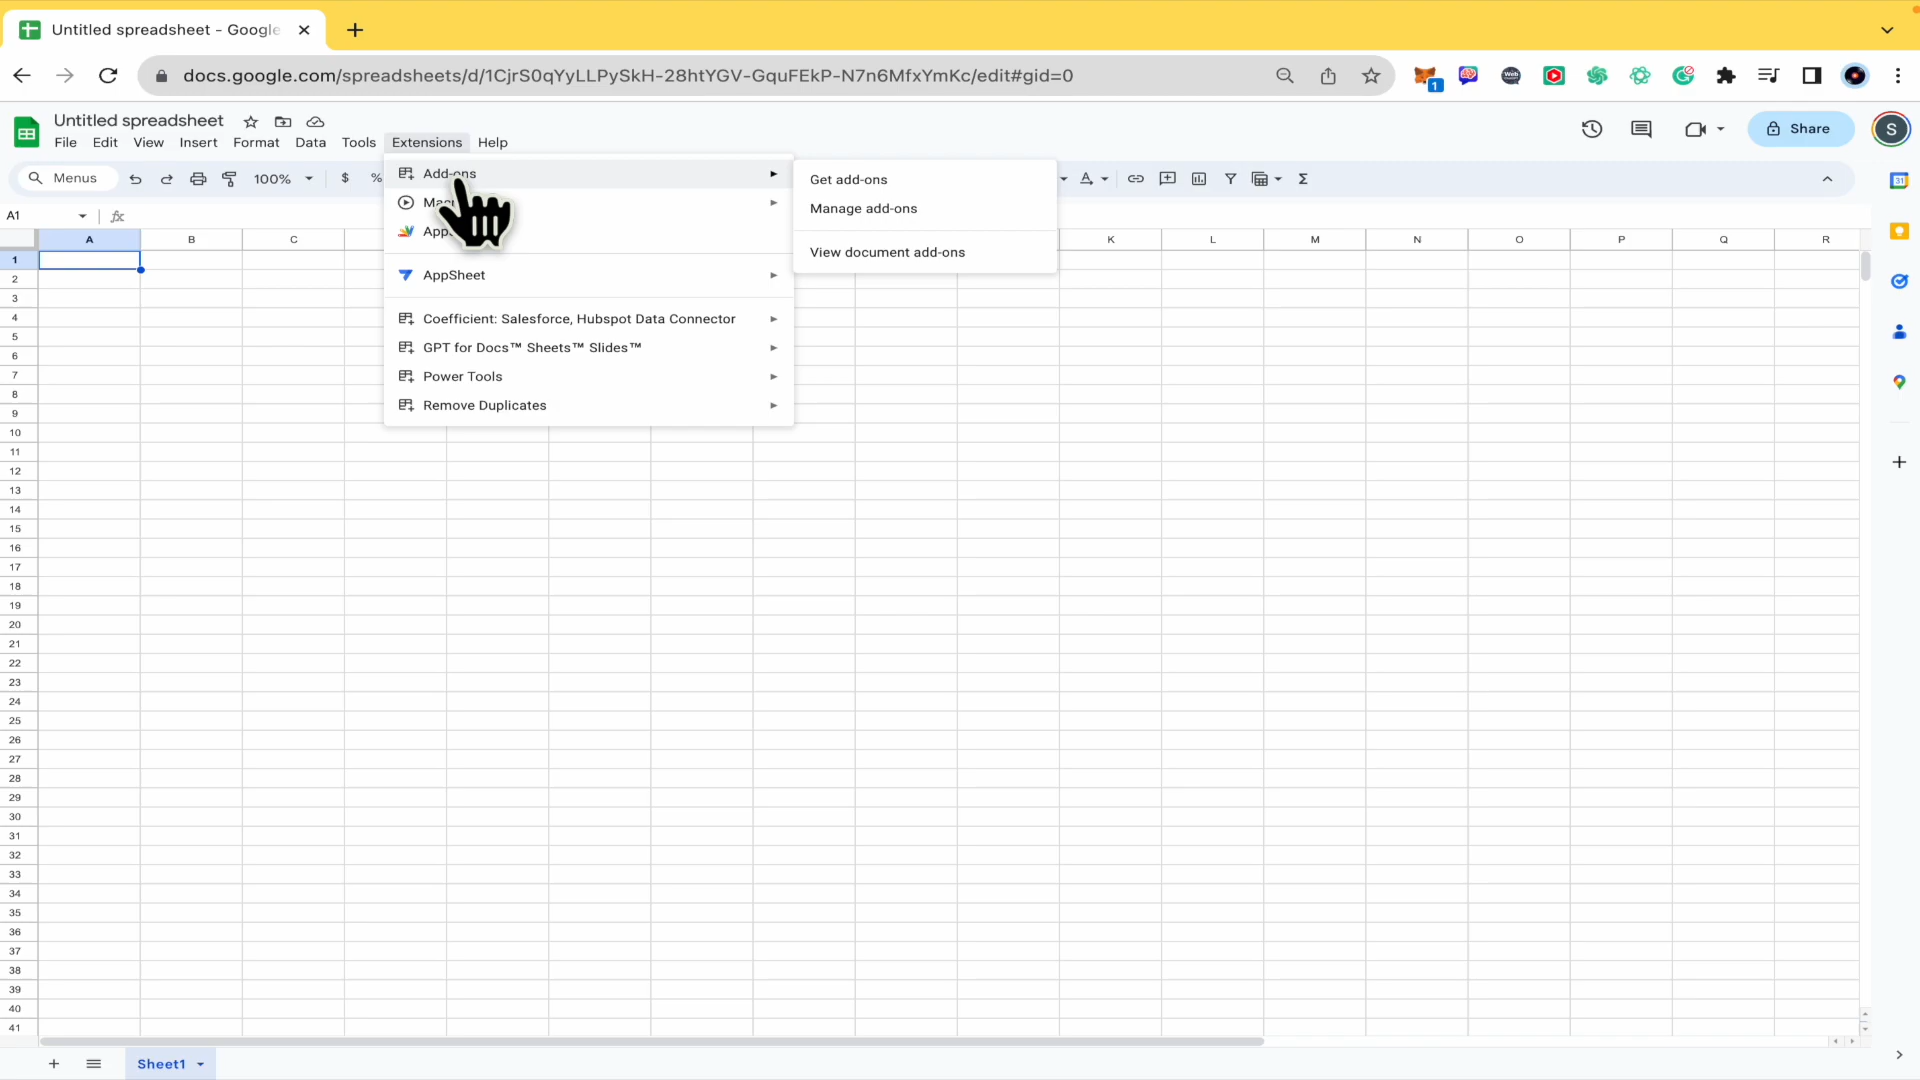 Untitled spreadsheet - Google
docs.google.com/spreadsheets/d/1CjrS0qYyLLPySkH-28htYGV-GquFEkP-N7n6MfxYmKc/edit#gid=0
1
Untitled spreadsheet
File Edit View Insert Format Data Tools Extensions Help
Share
S
Menus 100% $ %
Add-ons
Get add-ons
Manage add-ons
View document add-ons
AppSheet
Coefficient: Salesforce, Hubspot Data Connector
GPT for Docs™ Sheets™ Slides™
Power Tools
Remove Duplicates
31
A1 fx
A B C K L M N O P Q R
1
2
3
4
5
6
7
8
9
10
11
12
13
14
15
16
17
18
19
20
21
22
23
24
25
26
27
28
29
30
31
32
33
34
35
36
37
38
39
40
41
Sheet1